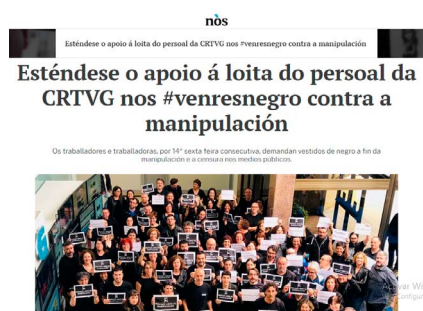 nòs
Esténdese o apoio á loita do persoal da CRTVG nos #venresnegro contra a manipulación
Esténdese o apoio á loita do persoal da
CRTVG nos #venresnegro contra a
manipulación
Os traballadores e traballadoras, por 14ª sexta feira consecutiva, demandan vestidos de negro a fin da
manipulación e a censura nos medios públicos.